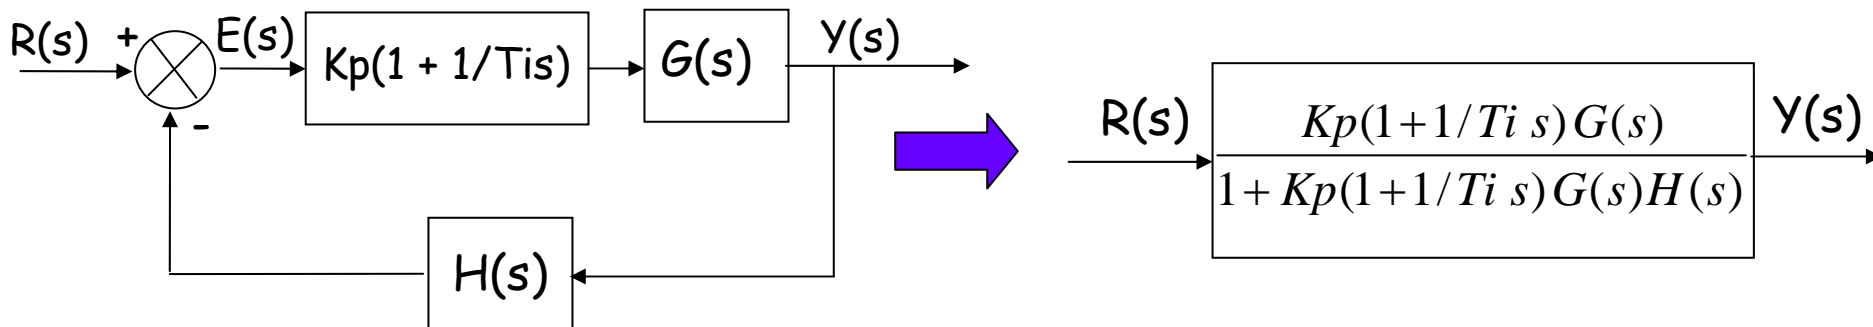 R(s)
+
E(s)
Kp(1 + 1/Tis)
G(s)
Y(s)
-
H(s)
R(s)
Kp(1+1/Ti s)G(s)
1+Kp(1+1/Ti s)G(s)H(s)
Y(s)